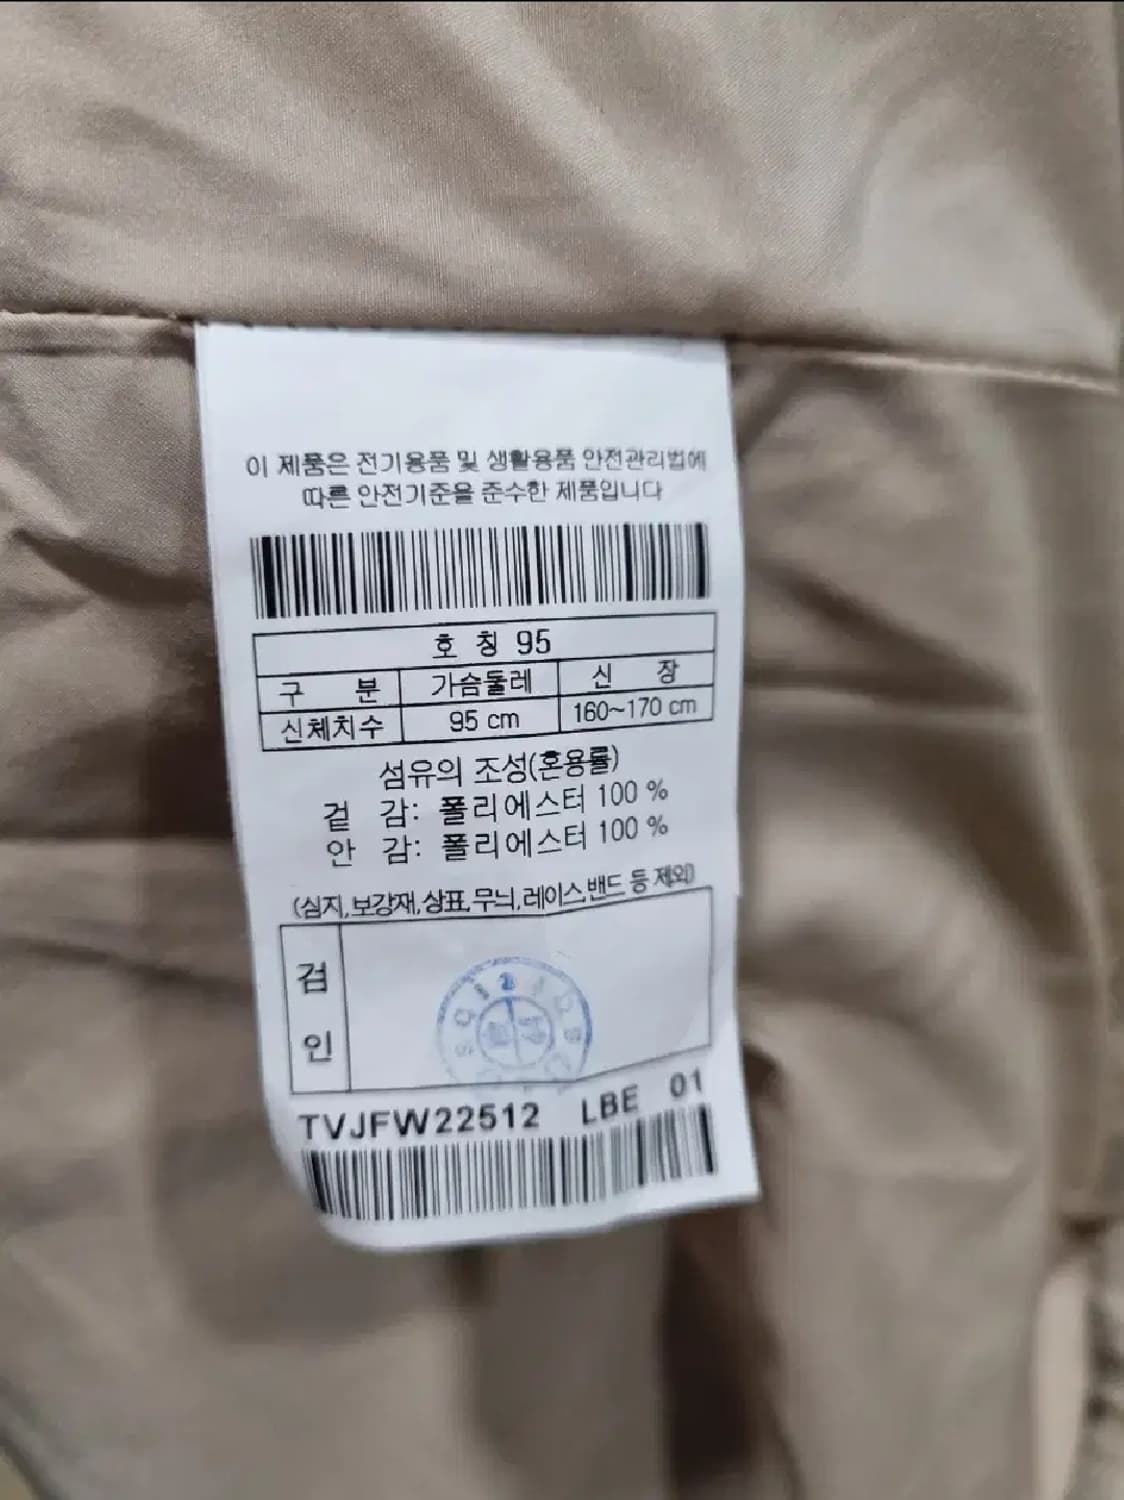 이 제품은 전기용품 및 생활용품 안전관리법에
따른 안전기준을 준수한 제품입니다
호 칭 95
구 분 가슴둘레 신 장
신체치수 95 cm 160~170 cm
섬유의 조성(혼용률)
겉 감: 폴리에스터 100 %
안 감: 폴리에스터 100 %
(심지,보강재,상표,무늬,레이스,밴드 등 제외)
검
인
TVJFW22512 LBE 01